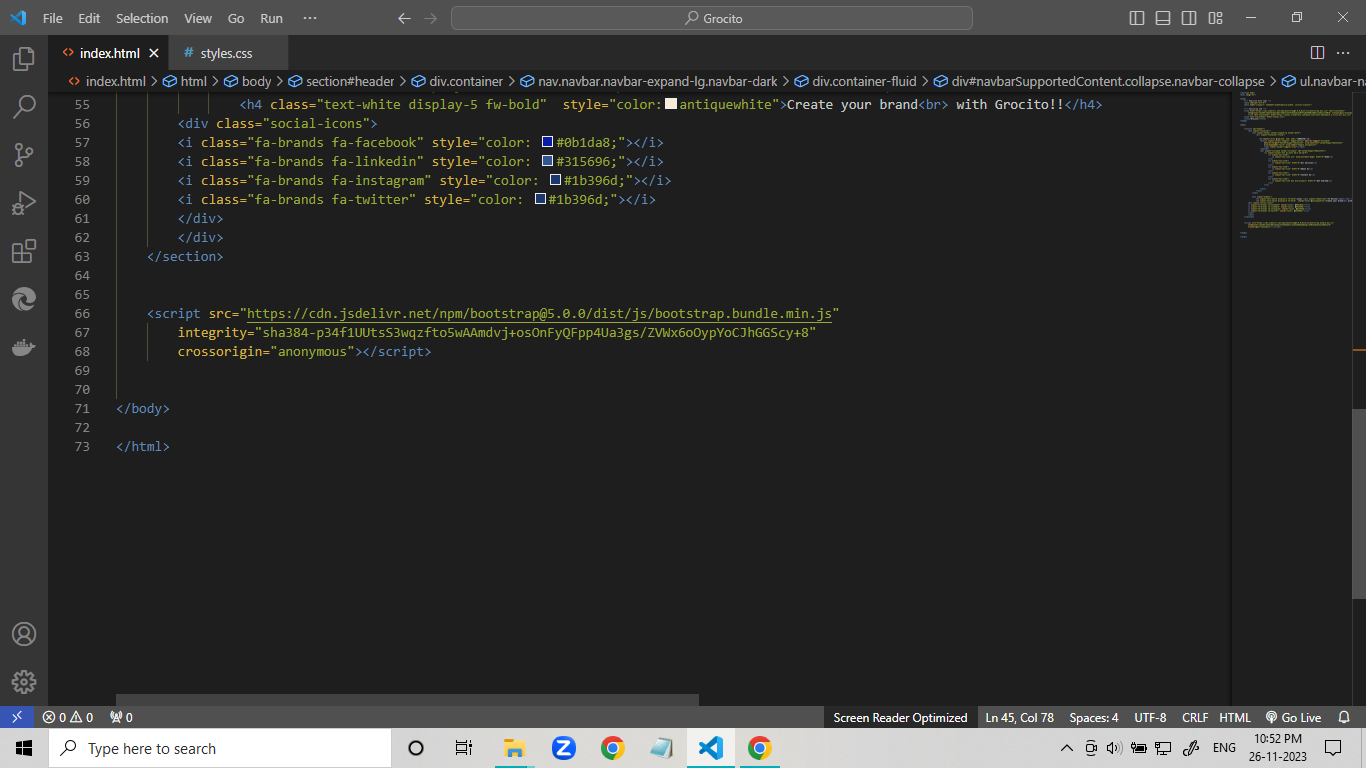 File Edit Selection View Go Run ··· Grocito
index.html styles.css
index.html > html > body > section#header > div.container > nav.navbar.navbar-expand-lg.navbar-dark > div.container-fluid > div#navbarSupportedContent.collapse.navbar-collapse > ul.navbar-na
55 <h4 class="text-white display-5 fw-bold"  style="color: antiquewhite">Create your brand<br> with Grocito!!</h4>
56 <div class="social-icons">
57 <i class="fa-brands fa-facebook" style="color: #0b1da8;"></i>
58 <i class="fa-brands fa-linkedin" style="color: #315696;"></i>
59 <i class="fa-brands fa-instagram" style="color: #1b396d;"></i>
60 <i class="fa-brands fa-twitter" style="color: #1b396d;"></i>
61 </div>
62 </div>
63 </section>
64
65
66 <script src="https://cdn.jsdelivr.net/npm/bootstrap@5.0.0/dist/js/bootstrap.bundle.min.js"
67 integrity="sha384-p34f1UUtsS3wqzfto5wAAmdvj+osOnFyQFpp4Ua3gs/ZVWx6oOypYoCJhGGScy+8"
68 crossorigin="anonymous"></script>
69
70
71 </body>
72
73 </html>
0 0 0 Screen Reader Optimized Ln 45, Col 78 Spaces: 4 UTF-8 CRLF HTML Go Live
Type here to search ENG 10:52 PM
26-11-2023